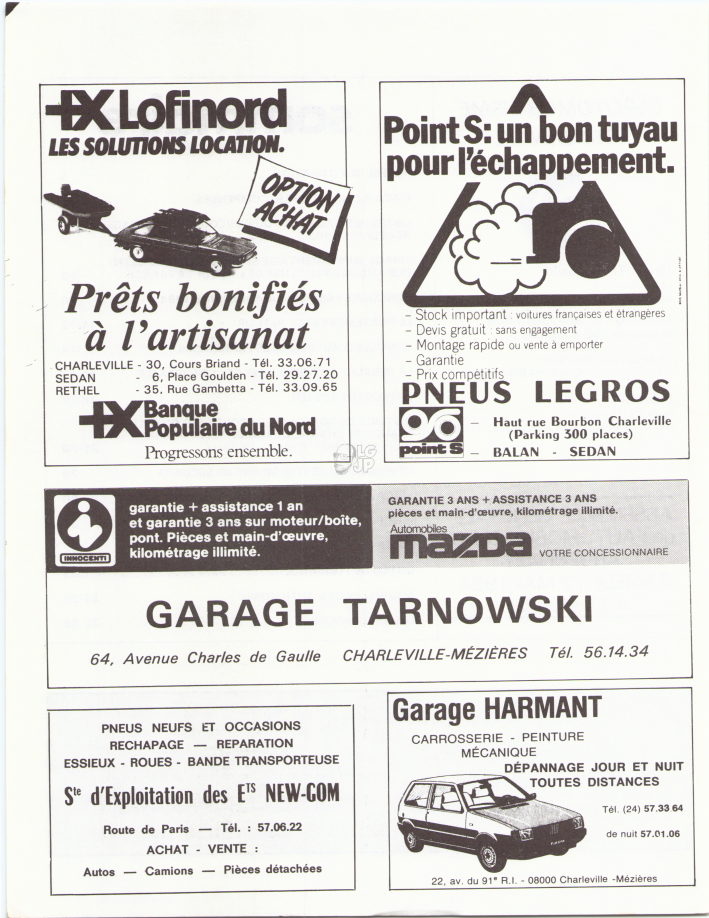 Lofinord
LES SOLUTIONS LOCATION.
OPTION
ACHAT
Prêts bonifiés
à l'artisanat
CHARLEVILLE - 30, Cours Briand - Tél. 33.06.71
SEDAN - 6, Place Goulden - Tél. 29.27.20
RETHEL - 35, Rue Gambetta - Tél. 33.09.65
Banque
Populaire du Nord
Progressons ensemble.
Point S: un bon tuyau
pour l'échappement.
- Stock important : voitures françaises et étrangères
- Devis gratuit : sans engagement
- Montage rapide ou vente à emporter
- Garantie
- Prix compétitifs
PNEUS LEGROS
point S
- Haut rue Bourbon Charleville
(Parking 300 places)
- BALAN - SEDAN
LG
JP
INNOCENTI
garantie + assistance 1 an
et garantie 3 ans sur moteur/boîte,
pont. Pièces et main-d'œuvre,
kilométrage illimité.
GARANTIE 3 ANS + ASSISTANCE 3 ANS
pièces et main-d'œuvre, kilométrage illimité.
Automobiles
mazda
VOTRE CONCESSIONNAIRE
GARAGE TARNOWSKI
64, Avenue Charles de Gaulle CHARLEVILLE-MÉZIÈRES Tél. 56.14.34
PNEUS NEUFS ET OCCASIONS
RECHAPAGE — REPARATION
ESSIEUX - ROUES - BANDE TRANSPORTEUSE
Ste d'Exploitation des ETS NEW-GOM
Route de Paris — Tél. : 57.06.22
ACHAT - VENTE :
Autos — Camions — Pièces détachées
Garage HARMANT
CARROSSERIE - PEINTURE
MÉCANIQUE
DÉPANNAGE JOUR ET NUIT
TOUTES DISTANCES
Tél. (24) 57.33 64
de nuit 57.01.06
22, av. du 91e R.I. - 08000 Charleville -Mézières